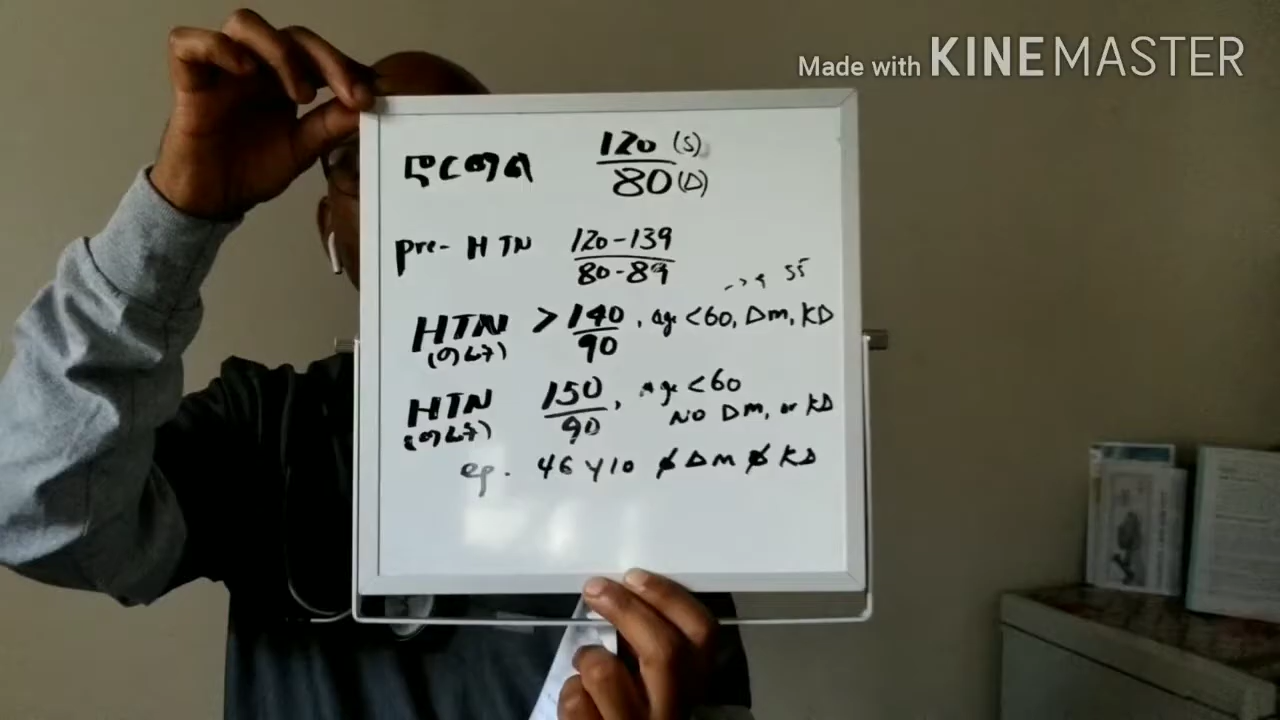 Made with KINEMASTER
ኖርማል 120 (S)
80 (D)
Pre- HTN 120-139
80-89
HTN > 140, age <60, DM, KD
90
HTN 150, age <60
90 NO DM, or KD
eg. 46 y/o ∅ DM ∅ KD